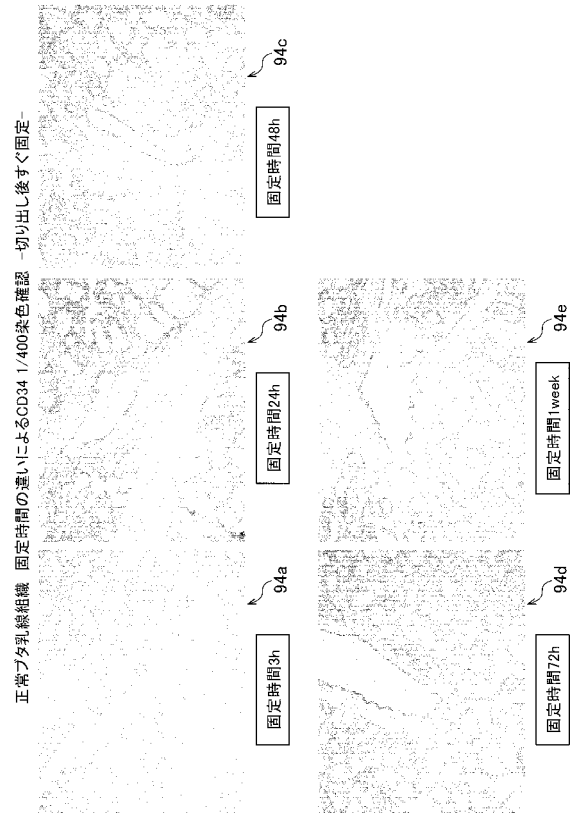 正常ブタ乳線組織 固定時間の違いによるCD34 1/400染色確認 -切り出し後すぐ固定-
94a
固定時間3h
94b
固定時間24h
94c
固定時間48h
94d
固定時間72h
94e
固定時間1week